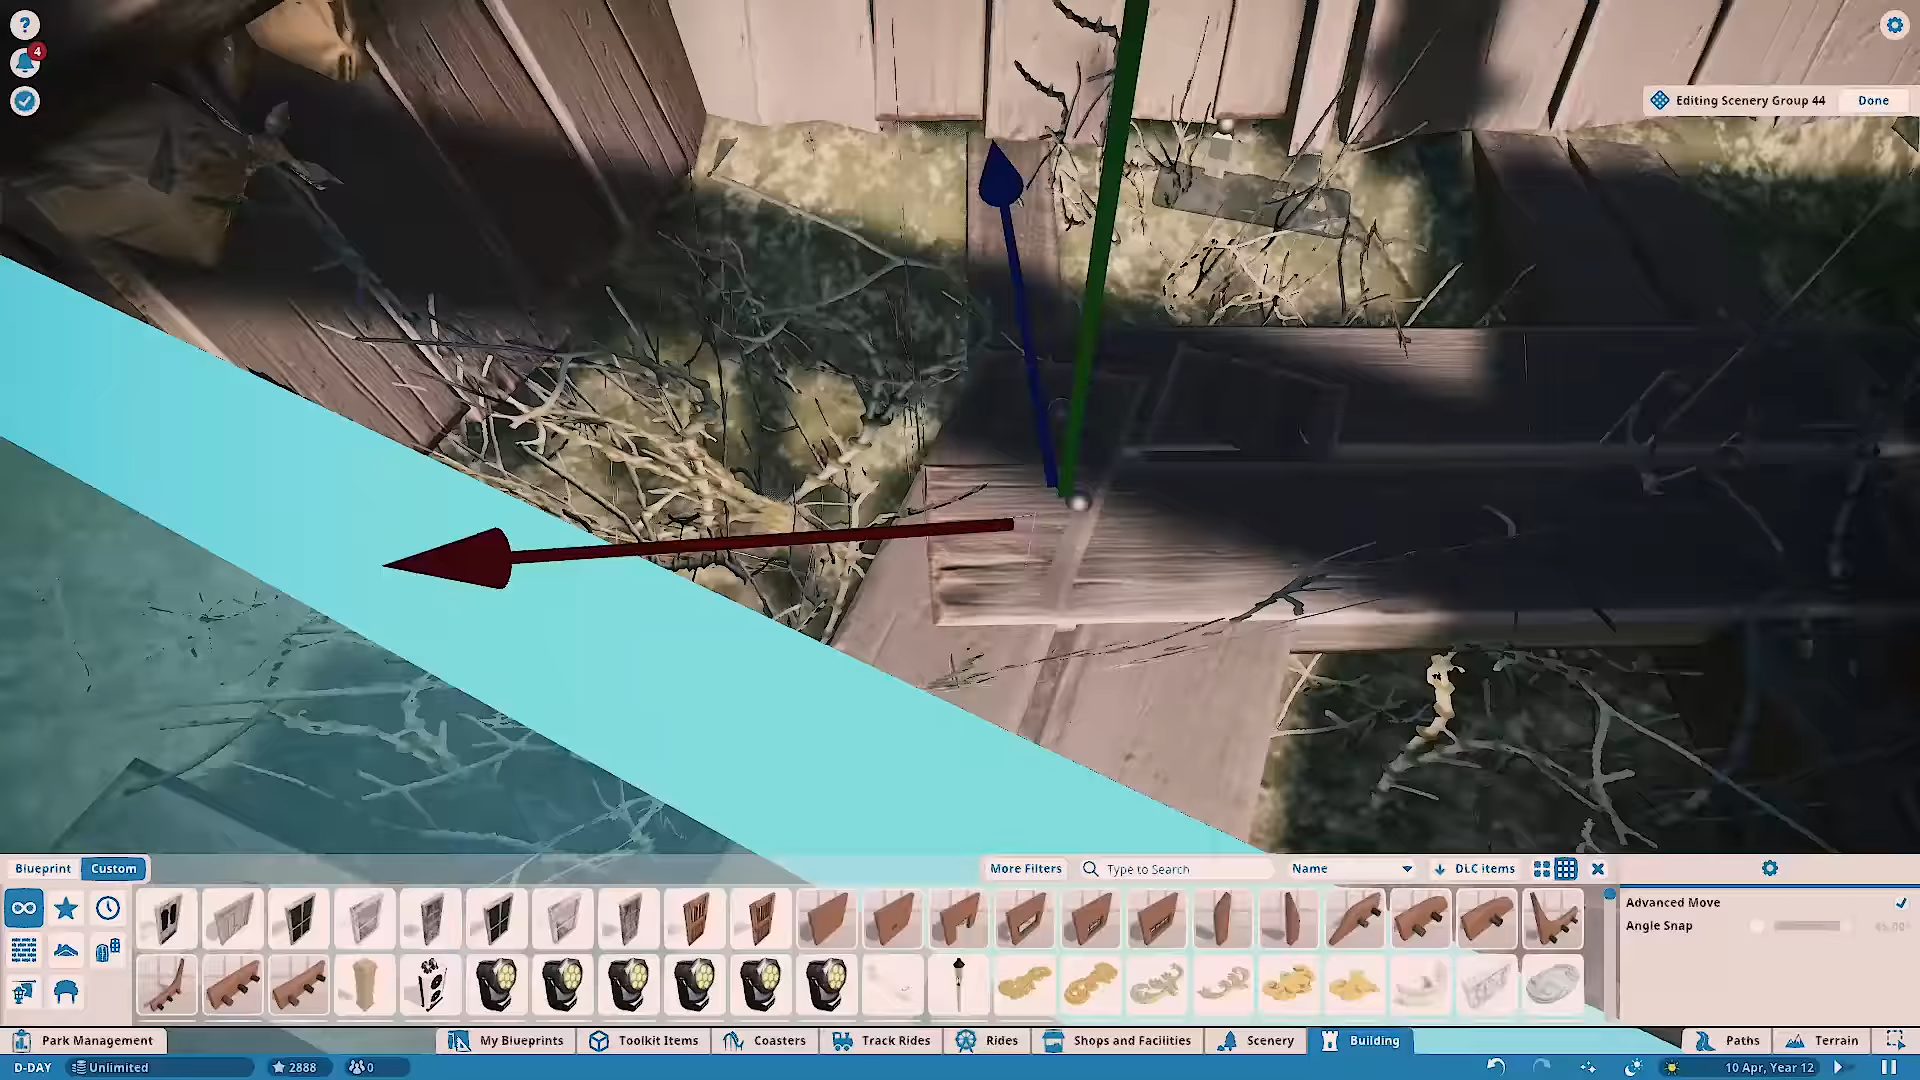 ?
4
Editing Scenery Group 44 Done
Blueprint Custom More Filters Type to Search Name DLC items
Advanced Move
Angle Snap 45.00°
Park Management My Blueprints Toolkit Items Coasters Track Rides Rides Shops and Facilities Scenery Building Paths Terrain
D-DAY Unlimited 2888 0 10 Apr, Year 12